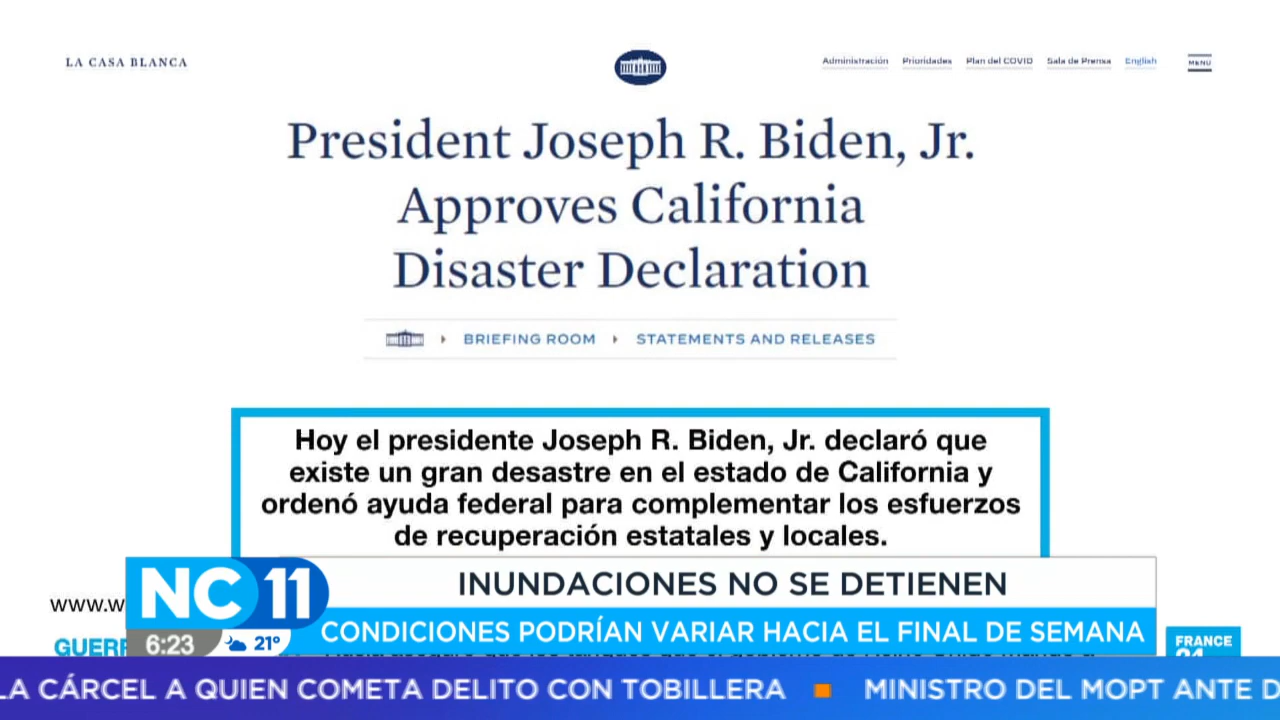 LA CASA BLANCA
Administración Prioridades Plan del COVID Sala de Prensa English MENU
President Joseph R. Biden, Jr.
Approves California
Disaster Declaration
BRIEFING ROOM STATEMENTS AND RELEASES
Hoy el presidente Joseph R. Biden, Jr. declaró que
existe un gran desastre en el estado de California y
ordenó ayuda federal para complementar los esfuerzos
de recuperación estatales y locales.
INUNDACIONES NO SE DETIENEN
NC 11
www.w
CONDICIONES PODRÍAN VARIAR HACIA EL FINAL DE SEMANA
6:23 21°
FRANCE
LA CÁRCEL A QUIEN COMETA DELITO CON TOBILLERA MINISTRO DEL MOPT ANTE D